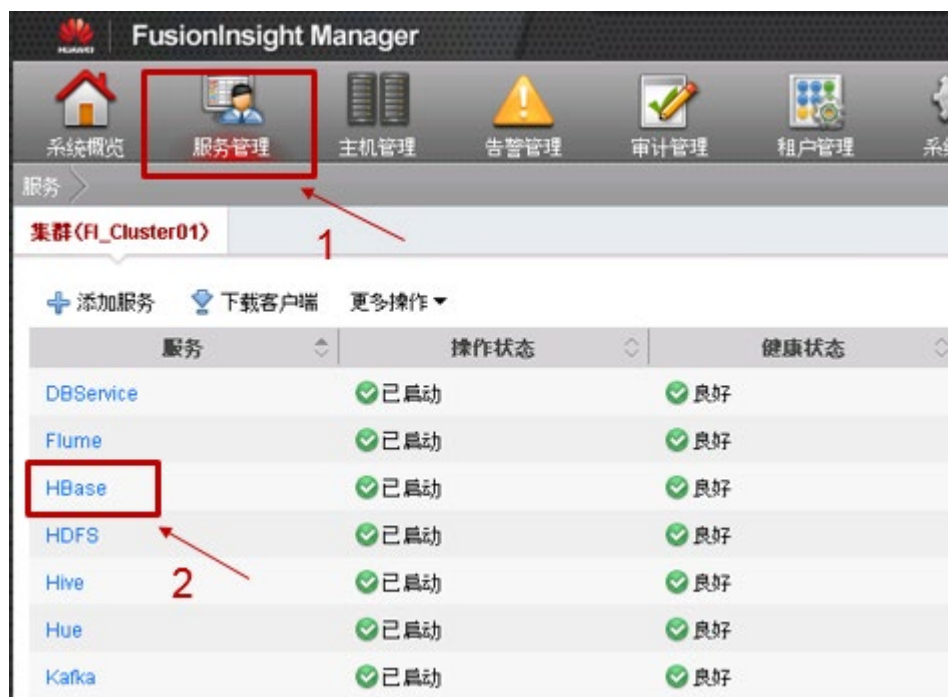 HUAWEI FusionInsight Manager
系统概览 服务管理 主机管理 告警管理 审计管理 租户管理 系
服务
集群(FI_Cluster01)
1
添加服务 下载客户端 更多操作
服务 操作状态 健康状态
DBService 已启动 良好
Flume 已启动 良好
HBase 已启动 良好
HDFS 已启动 良好
Hive 已启动 良好
2
Hue 已启动 良好
Kafka 已启动 良好